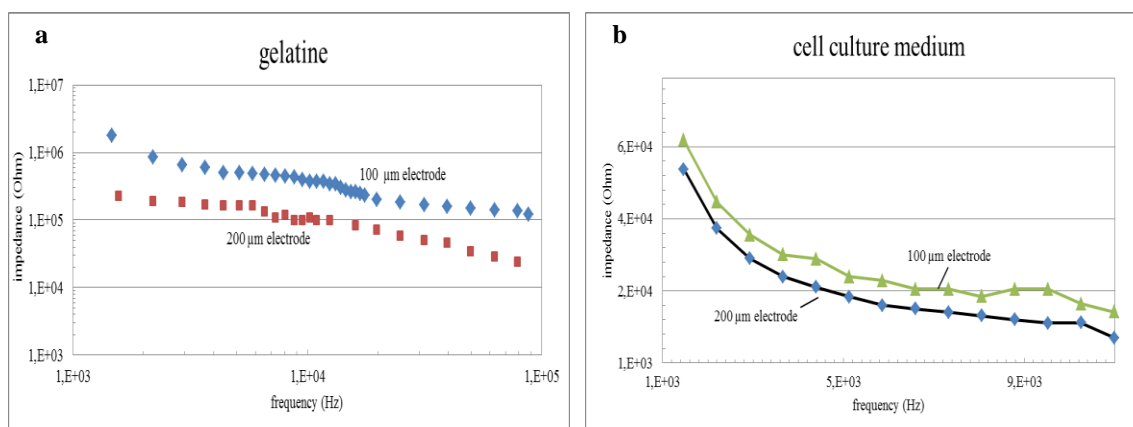 a
gelatine
1,E+07
1,E+06
1,E+05
1,E+04
1,E+03
impedance (Ohm)
100 µm electrode
200 µm electrode
1,E+03
1,E+04
1,E+05
frequency (Hz)
b
cell culture medium
6,E+04
4,E+04
2,E+04
1,E+03
impedance (Ohm)
100 µm electrode
200 µm electrode
1,E+03
5,E+03
9,E+03
frequency (Hz)